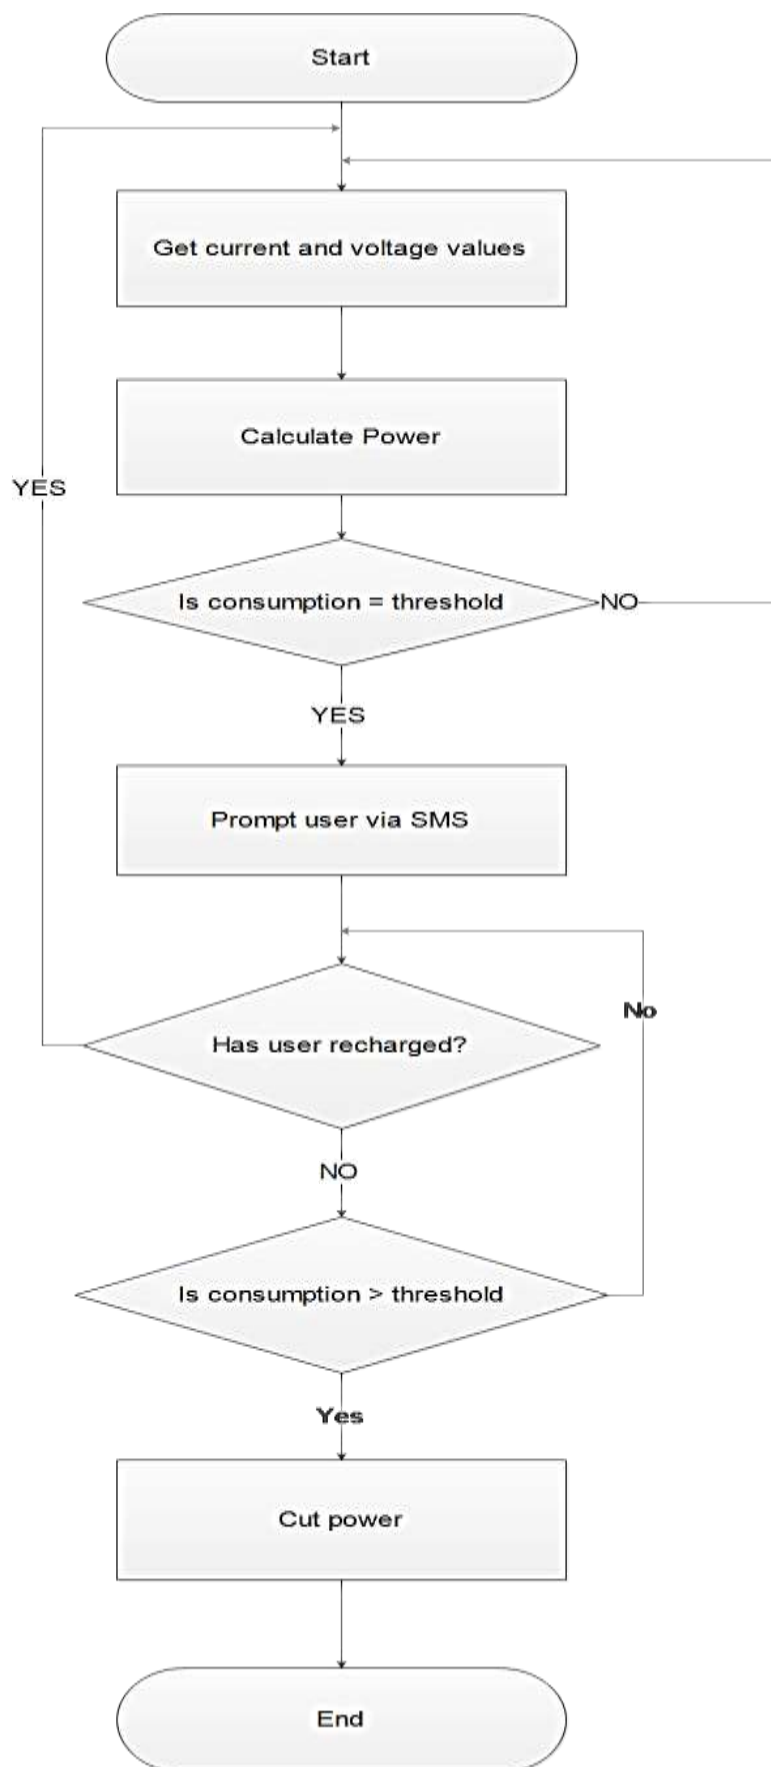 Start
Get current and voltage values
Calculate Power
YES
Is consumption = threshold
NO
YES
Prompt user via SMS
No
Has user recharged?
NO
Is consumption > threshold
Yes
Cut power
End